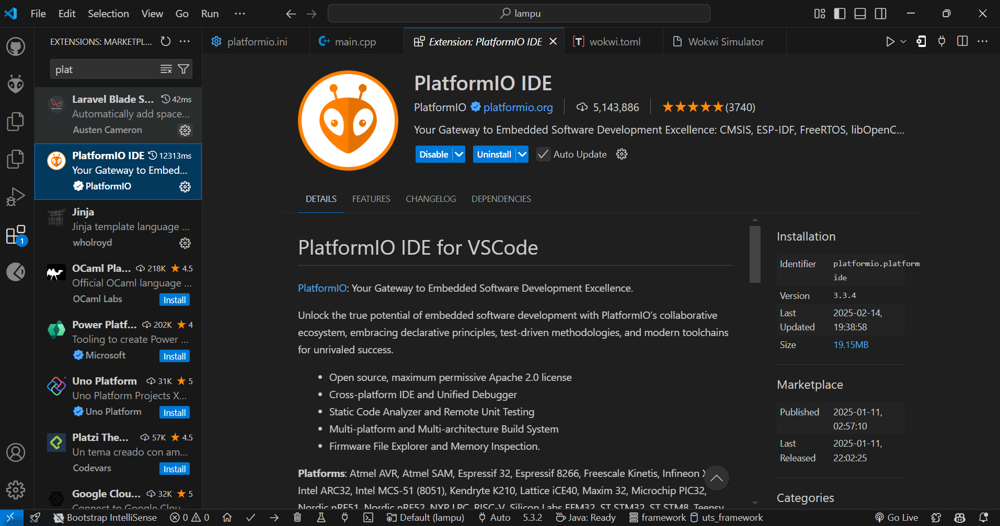 File Edit Selection View Go Run ··· lampu
EXTENSIONS: MARKETPL...
plat
Laravel Blade S... 42ms
Automatically add space...
Austen Cameron
PlatformIO IDE 12313ms
Your Gateway to Embed...
PlatformIO
Jinja
Jinja template language ...
wholroyd
OCaml Pla... 218K 4.5
Official OCaml language ...
OCaml Labs Install
Power Platf... 202K 4
Tooling to create Power ...
Microsoft Install
Uno Platform 31K 5
Uno Platform Projects X...
Uno Platform Install
Platzi The... 57K 4.5
Un tema creado con am...
Codevars Install
Google Clou... 32K 5
Connect to Google Clou
1
platformio.ini main.cpp Extension: PlatformIO IDE wokwi.toml Wokwi Simulator
PlatformIO IDE
PlatformIO platformio.org 5,143,886 ★★★★★(3740)
Your Gateway to Embedded Software Development Excellence: CMSIS, ESP-IDF, FreeRTOS, libOpenC...
Disable Uninstall Auto Update
DETAILS FEATURES CHANGELOG DEPENDENCIES
PlatformIO IDE for VSCode
PlatformIO: Your Gateway to Embedded Software Development Excellence.
Unlock the true potential of embedded software development with PlatformIO's collaborative
ecosystem, embracing declarative principles, test-driven methodologies, and modern toolchains
for unrivaled success.
• Open source, maximum permissive Apache 2.0 license
• Cross-platform IDE and Unified Debugger
• Static Code Analyzer and Remote Unit Testing
• Multi-platform and Multi-architecture Build System
• Firmware File Explorer and Memory Inspection.
Platforms: Atmel AVR, Atmel SAM, Espressif 32, Espressif 8266, Freescale Kinetis, Infineon
Intel ARC32, Intel MCS-51 (8051), Kendryte K210, Lattice iCE40, Maxim 32, Microchip PIC32,
Nordic nRF51, Nordic nRF52, NXP LPC, RISC-V, Silicon Labs EFM32, ST STM32, ST STM8, Teensy,
Installation
Identifier platformio.platform
ide
Version 3.3.4
Last 2025-02-14,
Updated 19:38:58
Size 19.15MB
Marketplace
Published 2025-01-11,
02:57:10
Last 2025-01-11,
Released 22:02:25
Categories
Bootstrap IntelliSense 0 0 Default (lampu) Auto 5.3.2 Java: Ready framework uts_framework Go Live